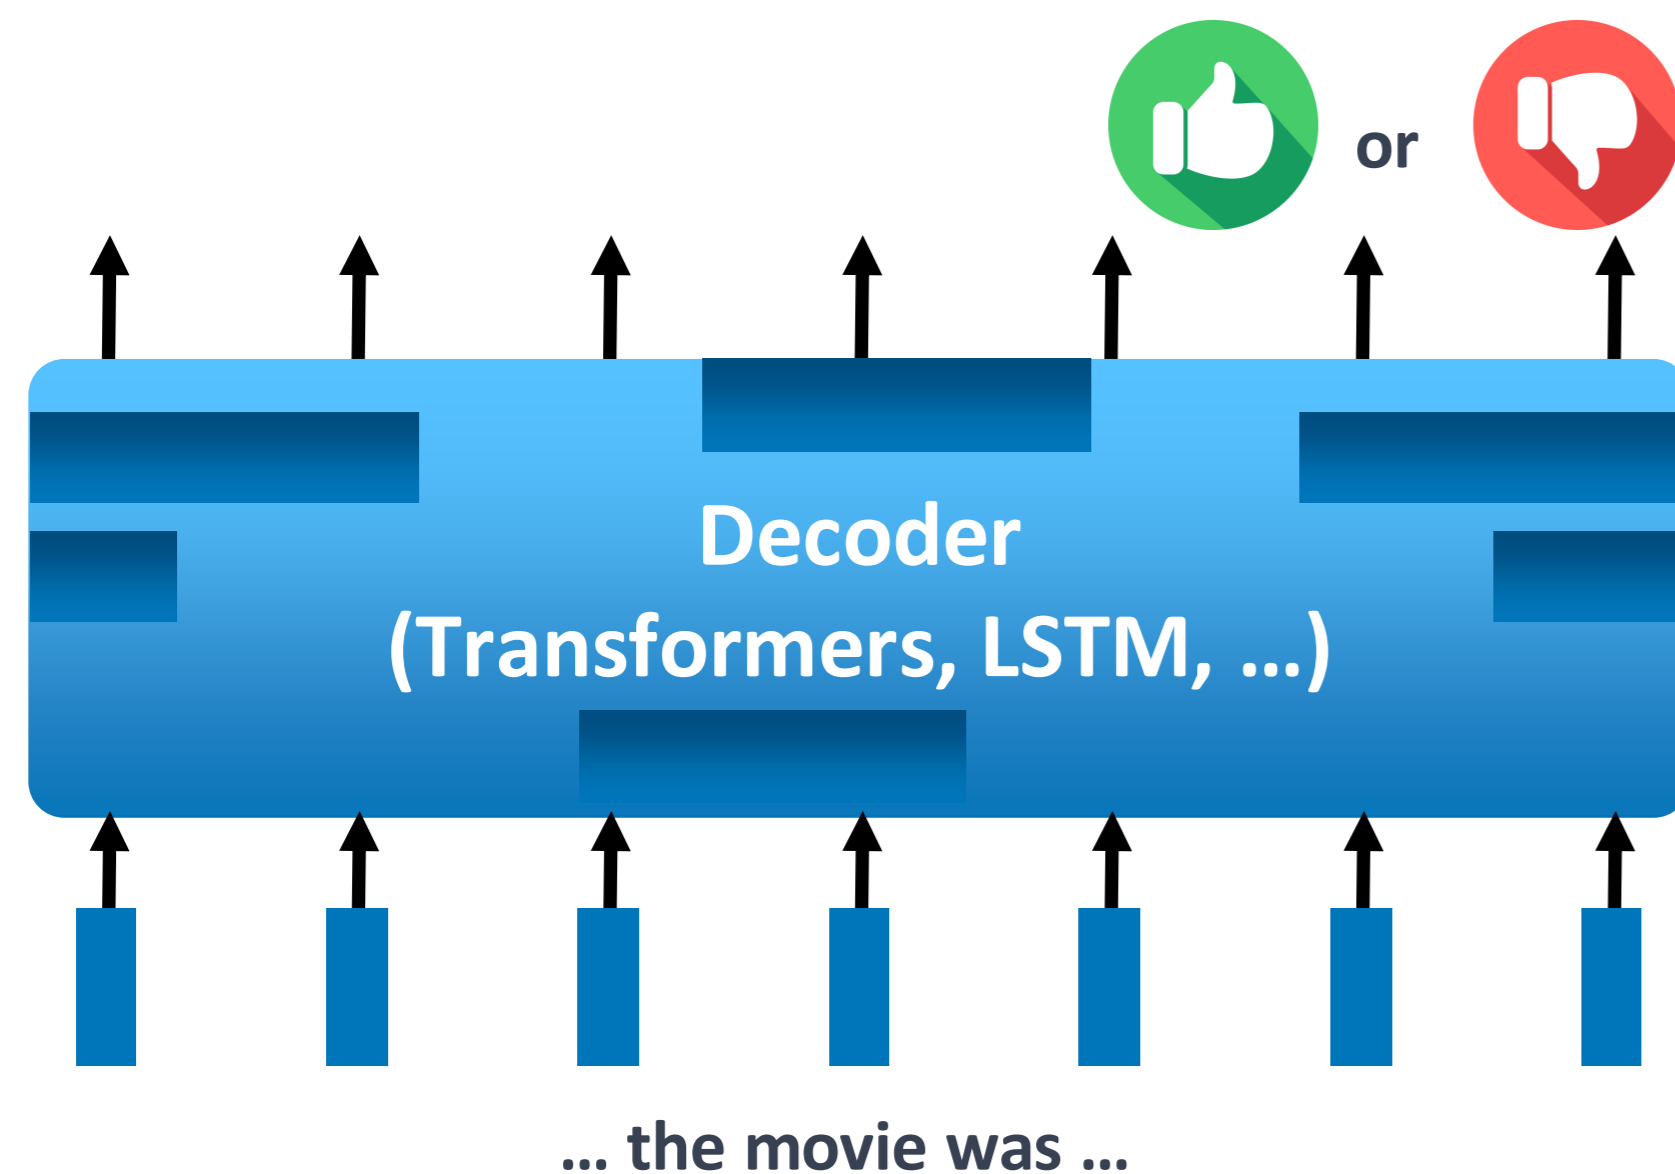 or
Decoder
(Transformers, LSTM, …)
… the movie was …